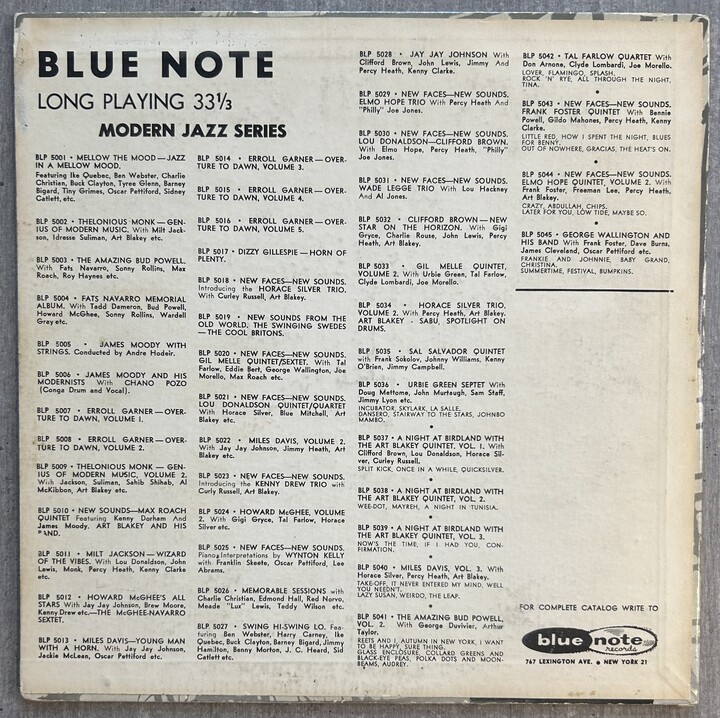 BLUE NOTE
LONG PLAYING 33⅓
MODERN JAZZ SERIES
BLP 5001 • MELLOW THE MOOD—JAZZ
IN A MELLOW MOOD.
Featuring Ike Quebec, Ben Webster, Charlie
Christian, Buck Clayton, Tyree Glenn, Barney
Bigard, Tiny Grimes, Oscar Pettiford, Sidney
Catlett, etc.
BLP 5002 • THELONIOUS MONK — GEN-
IUS OF MODERN MUSIC. With Milt Jack-
son, Idresse Suliman, Art Blakey etc.
BLP 5003 • THE AMAZING BUD POWELL.
With Fats Navarro, Sonny Rollins, Max
Roach, Roy Haynes etc.
BLP 5004 • FATS NAVARRO MEMORIAL
ALBUM. With Tadd Dameron, Bud Powell,
Howard McGhee, Sonny Rollins, Wardell
Gray etc.
BLP 5005 • JAMES MOODY WITH
STRINGS. Conducted by Andre Hodeir.
BLP 5006 • JAMES MOODY AND HIS
MODERNISTS With CHANO POZO
(Conga Drum and Vocal).
BLP 5007 • ERROLL GARNER—OVER-
TURE TO DAWN, VOLUME 1.
BLP 5008 • ERROLL GARNER—OVER-
TURE TO DAWN, VOLUME 2.
BLP 5009 • THELONIOUS MONK — GEN-
IUS OF MODERN MUSIC, VOLUME 2.
With Jackson, Suliman, Sahib Shihab, Al
McKibbon, Art Blakey etc.
BLP 5010 • NEW SOUNDS—MAX ROACH
QUINTET Featuring Kenny Dorham And
James Moody. ART BLAKEY AND HIS
BAND.
BLP 5011 • MILT JACKSON—WIZARD
OF THE VIBES. With Lou Donaldson, John
Lewis, Monk, Percy Heath, Kenny Clarke
etc.
BLP 5012 • HOWARD McGHEE'S ALL
STARS With Jay Jay Johnson, Brew Moore,
Kenny Drew etc.—THE McGHEE-NAVARRO
SEXTET.
BLP 5013 • MILES DAVIS—YOUNG MAN
WITH A HORN. With Jay Jay Johnson,
Jackie McLean, Oscar Pettiford etc.
BLP 5014 • ERROLL GARNER—OVER-
TURE TO DAWN, VOLUME 3.
BLP 5015 • ERROLL GARNER—OVER-
TURE TO DAWN, VOLUME 4.
BLP 5016 • ERROLL GARNER—OVER-
TURE TO DAWN, VOLUME 5.
BLP 5017 • DIZZY GILLESPIE—HORN OF
PLENTY.
BLP 5018 • NEW FACES—NEW SOUNDS.
Introducing the HORACE SILVER TRIO.
With Curley Russell, Art Blakey.
BLP 5019 • NEW SOUNDS FROM THE
OLD WORLD. THE SWINGING SWEDES
—THE COOL BRITONS.
BLP 5020 • NEW FACES—NEW SOUNDS.
GIL MELLE QUINTET/SEXTET. With Tal
Farlow, Eddie Bert, George Wallington, Joe
Morello, Max Roach etc.
BLP 5021 • NEW FACES—NEW SOUNDS.
LOU DONALDSON QUINTET/QUARTET
With Horace Silver, Blue Mitchell, Art
Blakey etc.
BLP 5022 • MILES DAVIS, VOLUME 2.
With Jay Jay Johnson, Jimmy Heath, Art
Blakey etc.
BLP 5023 • NEW FACES—NEW SOUNDS.
Introducing the KENNY DREW TRIO with
Curly Russell, Art Blakey.
BLP 5024 • HOWARD McGHEE, VOLUME
2. With Gigi Gryce, Tal Farlow, Horace
Silver etc.
BLP 5025 • NEW FACES—NEW SOUNDS.
Piano Interpretations by WYNTON KELLY
with Franklin Skeete, Oscar Pettiford, Lee
Abrams.
BLP 5026 • MEMORABLE SESSIONS with
Charlie Christian, Edmond Hall, Red Norvo,
Meade "Lux" Lewis, Teddy Wilson etc.
BLP 5027 • SWING HI-SWING LO. Fea-
turing Ben Webster, Harry Carney, Ike
Quebec, Buck Clayton, Barney Bigard, Jimmy
Hamilton, Benny Morton, J. C. Heard, Sid
Catlett etc.
BLP 5028 • JAY JAY JOHNSON With
Clifford Brown, John Lewis, Jimmy And
Percy Heath, Kenny Clarke.
BLP 5029 • NEW FACES—NEW SOUNDS.
ELMO HOPE TRIO With Percy Heath And
"Philly" Joe Jones.
BLP 5030 • NEW FACES—NEW SOUNDS.
LOU DONALDSON—CLIFFORD BROWN.
With Elmo Hope, Percy Heath, "Philly"
Joe Jones.
BLP 5031 • NEW FACES—NEW SOUNDS.
WADE LEGGE TRIO With Lou Hackney
And Al Jones.
BLP 5032 • CLIFFORD BROWN — NEW
STAR ON THE HORIZON. With Gigi
Gryce, Charlie Rouse, John Lewis, Percy
Heath, Art Blakey.
BLP 5033 • GIL MELLE QUINTET,
VOLUME 2. With Urbie Green, Tal Farlow,
Clyde Lombardi, Joe Morello.
BLP 5034 • HORACE SILVER TRIO,
VOLUME 2. With Percy Heath, Art Blakey.
ART BLAKEY - SABU, SPOTLIGHT ON
DRUMS.
BLP 5035 • SAL SALVADOR QUINTET
with Frank Sokolov, Johnny Williams, Kenny
O'Brien, Jimmy Campbell.
BLP 5036 • URBIE GREEN SEPTET With
Doug Mettome, John Murtaugh, Sam Staff,
Jimmy Lyon etc.
INCUBATOR, SKYLARK, LA SALLE,
DANSERO, STAIRWAY TO THE STARS, JOHNBO
MAMBO.
BLP 5037 • A NIGHT AT BIRDLAND WITH
THE ART BLAKEY QUINTET, VOL. 1. With
Clifford Brown, Lou Donaldson, Horace Sil-
ver, Curley Russell.
SPLIT KICK, ONCE IN A WHILE, QUICKSILVER.
BLP 5038 • A NIGHT AT BIRDLAND WITH
THE ART BLAKEY QUINTET, VOL. 2.
WEE-DOT, MAYREH, A NIGHT IN TUNISIA.
BLP 5039 • A NIGHT AT BIRDLAND WITH
THE ART BLAKEY QUINTET, VOL. 3.
NOW'S THE TIME, IF I HAD YOU, CON-
FIRMATION.
BLP 5040 • MILES DAVIS, VOL. 3. With
Horace Silver, Percy Heath, Art Blakey.
TAKE-OFF, IT NEVER ENTERED MY MIND, WELL
YOU NEEDN'T.
LAZY SUSAN, WEIRDO, THE LEAP.
BLP 5041 • THE AMAZING BUD POWELL,
VOL. 2. With George Duvivier, Arthur
Taylor.
REETS AND I, AUTUMN IN NEW YORK, I WANT
TO BE HAPPY, SURE THING.
GLASS ENCLOSURE, COLLARD GREENS AND
BLACK-EYE PEAS, POLKA DOTS AND MOON-
BEAMS, AUDREY.
BLP 5042 • TAL FARLOW QUARTET With
Don Arnone, Clyde Lombardi, Joe Morello.
LOVER, FLAMINGO, SPLASH.
ROCK 'N' RYE, ALL THROUGH THE NIGHT,
TINA.
BLP 5043 • NEW FACES—NEW SOUNDS.
FRANK FOSTER QUINTET With Bennie
Powell, Gildo Mahones, Percy Heath, Kenny
Clarke.
LITTLE RED, HOW I SPENT THE NIGHT, BLUES
FOR BENNY.
OUT OF NOWHERE, GRACIAS, THE HEAT'S ON.
BLP 5044 • NEW FACES—NEW SOUNDS.
ELMO HOPE QUINTET, VOLUME 2. With
Frank Foster, Freeman Lee, Percy Heath,
Art Blakey.
CRAZY, ABDULLAH, CHIPS.
LATER FOR YOU, LOW TIDE, MAYBE SO.
BLP 5045 • GEORGE WALLINGTON AND
HIS BAND With Frank Foster, Dave Burns,
James Cleveland, Oscar Pettiford etc.
FRANKIE AND JOHNNIE, BABY GRAND,
CHRISTINA.
SUMMERTIME, FESTIVAL, BUMPKINS.
FOR COMPLETE CATALOG WRITE TO
blue note
records
767 LEXINGTON AVE. • NEW YORK 21